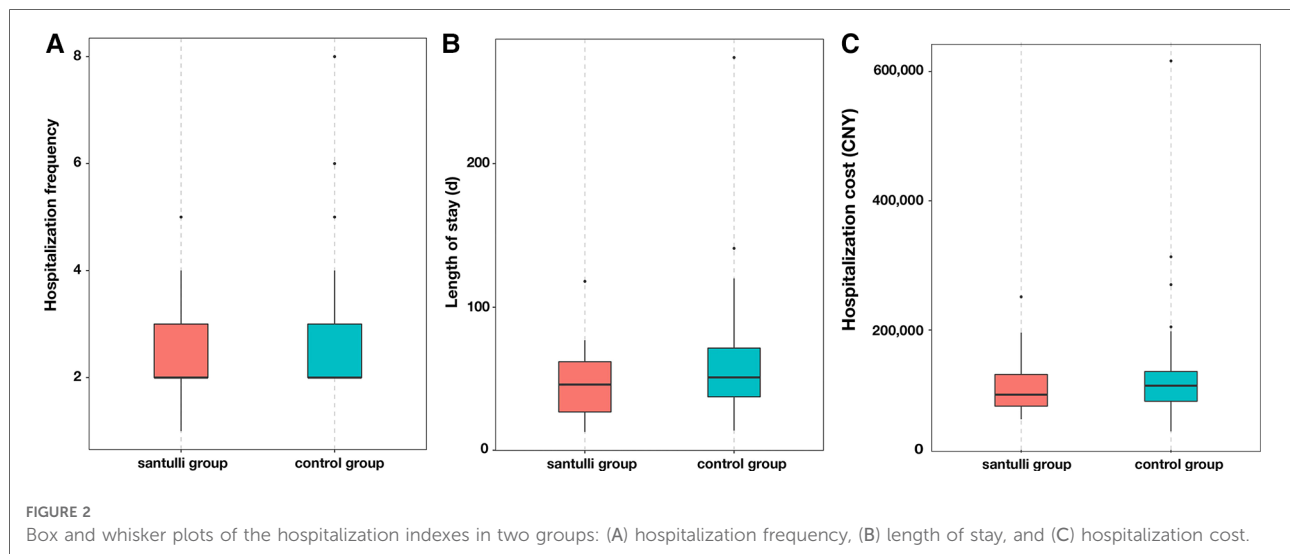 A
Hospitalization frequency
8
6
4
2
santulli group
control group
B
Length of stay (d)
200
100
0
santulli group
control group
C
Hospitalization cost (CNY)
600,000
400,000
200,000
0
santulli group
control group
FIGURE 2
Box and whisker plots of the hospitalization indexes in two groups: (A) hospitalization frequency, (B) length of stay, and (C) hospitalization cost.